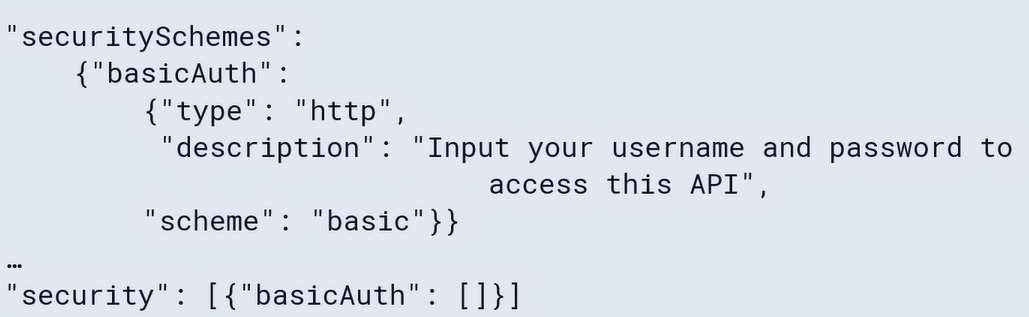 "securitySchemes":
    {"basicAuth":
        {"type": "http",
         "description": "Input your username and password to
                            access this API",
        "scheme": "basic"}}
…
"security": [{"basicAuth": []}]